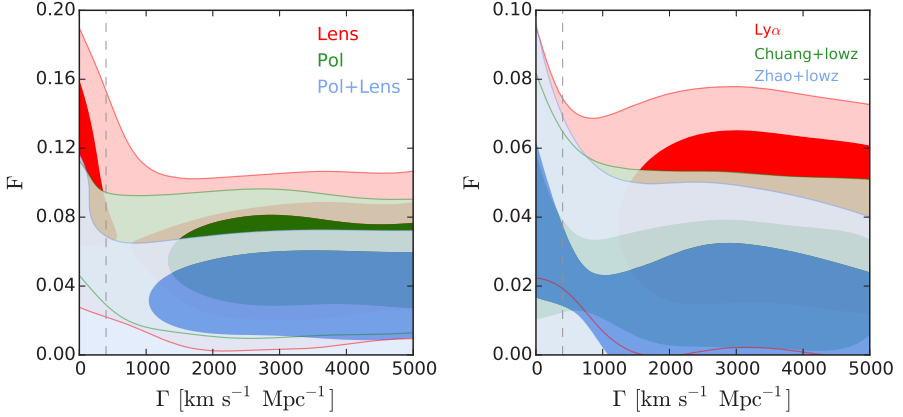 0.20
0.16
0.12
0.08
0.04
0.00
F
0 1000 2000 3000 4000 5000
Γ [km s⁻¹ Mpc⁻¹]
Lens
Pol
Pol+Lens
0.10
0.08
0.06
0.04
0.02
0.00
F
0 1000 2000 3000 4000 5000
Γ [km s⁻¹ Mpc⁻¹]
Lyα
Chuang+lowz
Zhao+lowz